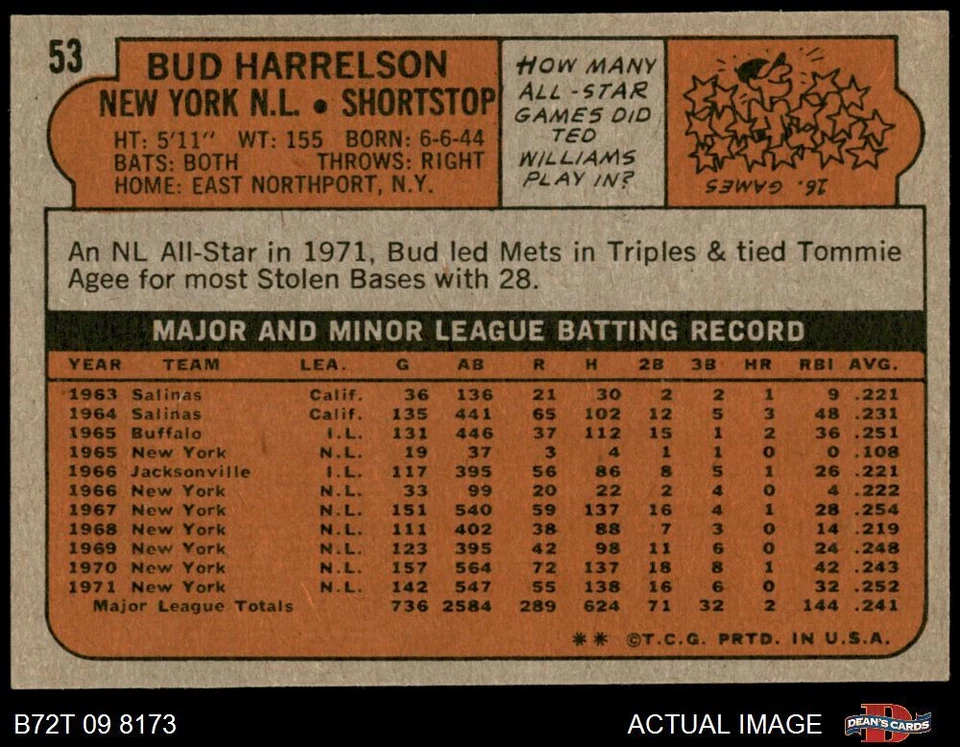 53
BUD HARRELSON
NEW YORK N.L. • SHORTSTOP
HT: 5'11" WT: 155 BORN: 6-6-44
BATS: BOTH THROWS: RIGHT
HOME: EAST NORTHPORT, N.Y.
HOW MANY
ALL-STAR
GAMES DID
TED
WILLIAMS
PLAY IN?
16. GAMES
An NL All-Star in 1971, Bud led Mets in Triples & tied Tommie
Agee for most Stolen Bases with 28.
MAJOR AND MINOR LEAGUE BATTING RECORD
YEAR TEAM LEA. G AB R H 2B 3B HR RBI AVG.
1963 Salinas Calif. 36 136 21 30 2 2 1 9 .221
1964 Salinas Calif. 135 441 65 102 12 5 3 48 .231
1965 Buffalo I.L. 131 446 37 112 15 1 2 36 .251
1965 New York N.L. 19 37 3 4 1 1 0 0 .108
1966 Jacksonville I.L. 117 395 56 86 8 5 1 26 .221
1966 New York N.L. 33 99 20 22 2 4 0 4 .222
1967 New York N.L. 151 540 59 137 16 4 1 28 .254
1968 New York N.L. 111 402 38 88 7 3 0 14 .219
1969 New York N.L. 123 395 42 98 11 6 0 24 .248
1970 New York N.L. 157 564 72 137 18 8 1 42 .243
1971 New York N.L. 142 547 55 138 16 6 0 32 .252
Major League Totals 736 2584 289 624 71 32 2 144 .241
** ©T.C.G. PRTD. IN U.S.A.
B72T 09 8173
ACTUAL IMAGE
DEAN'S CARDS